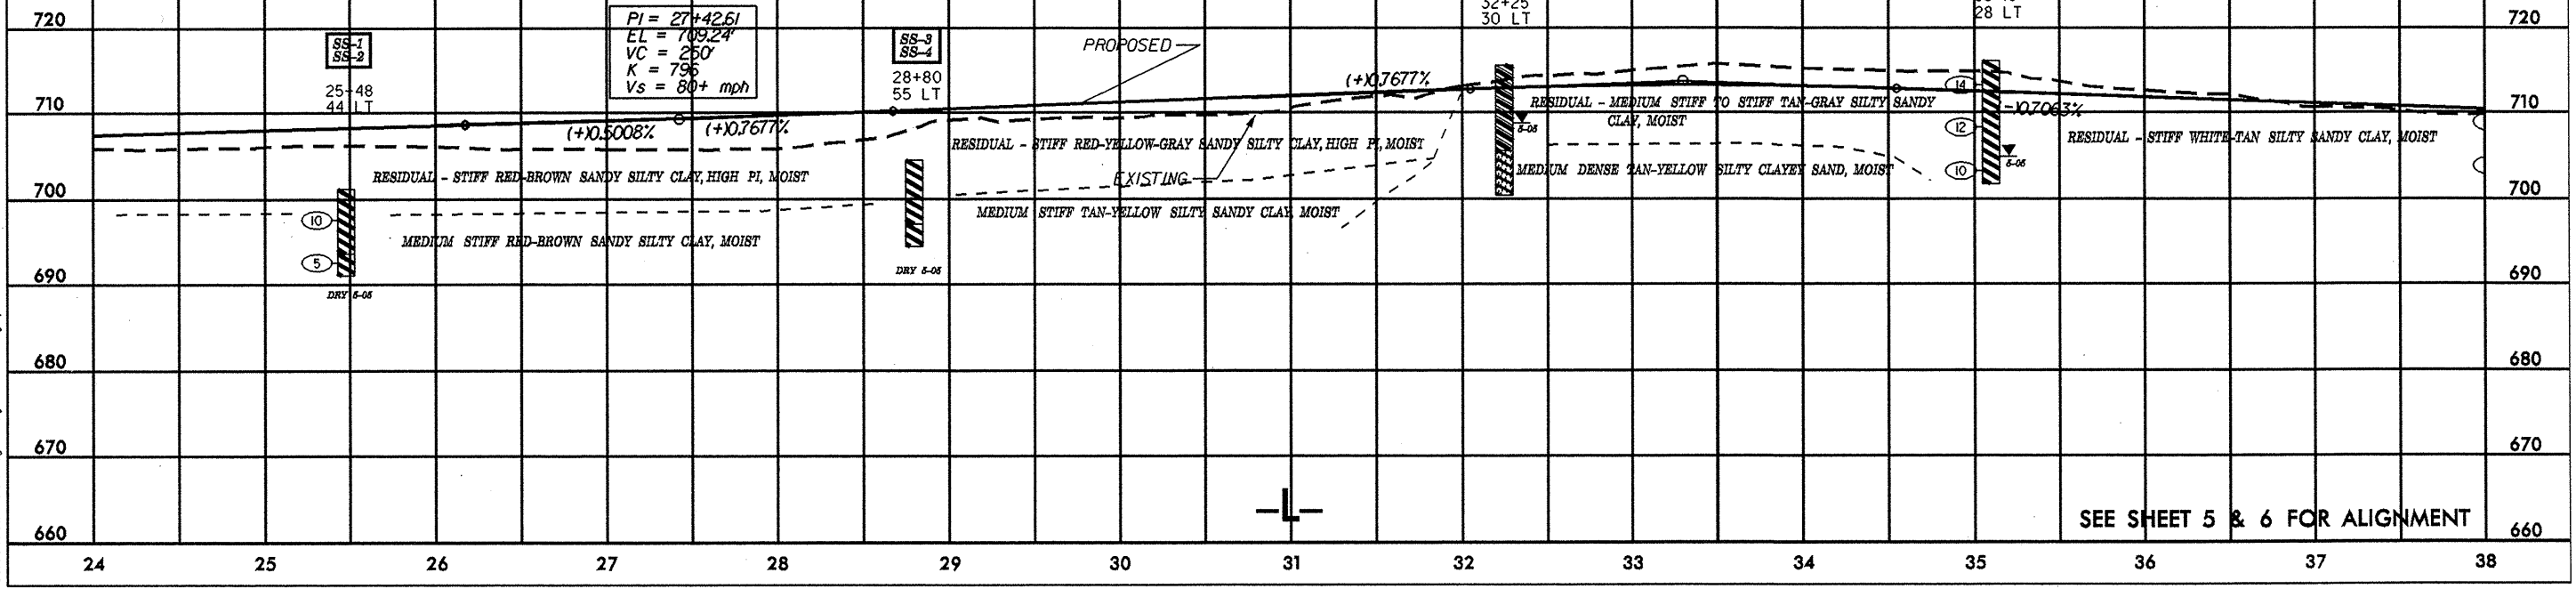 32+25
30 LT
28 LT
720
720
PI = 27+42.61
EL = 709.24'
VC = 250'
K = 796
Vs = 80+ mph
SS-1
SS-2
SS-3
SS-4
PROPOSED
25+48
44 LT
28+80
55 LT
(+)0.7677%
14
710
710
RESIDUAL - MEDIUM STIFF TO STIFF TAN-GRAY SILTY SANDY
CLAY, MOIST
(-)0.7063%
(+)0.5008%
(+)0.7677%
5-05
12
RESIDUAL - STIFF WHITE-TAN SILTY SANDY CLAY, MOIST
RESIDUAL - STIFF RED-YELLOW-GRAY SANDY SILTY CLAY, HIGH PI, MOIST
5-05
RESIDUAL - STIFF RED-BROWN SANDY SILTY CLAY, HIGH PI, MOIST
EXISTING
MEDIUM DENSE TAN-YELLOW SILTY CLAYEY SAND, MOIST
10
700
700
MEDIUM STIFF TAN-YELLOW SILTY SANDY CLAY, MOIST
10
MEDIUM STIFF RED-BROWN SANDY SILTY CLAY, MOIST
5
690
DRY 5-05
690
DRY 5-05
680
680
670
670
-L-
SEE SHEET 5 & 6 FOR ALIGNMENT
660
660
24 25 26 27 28 29 30 31 32 33 34 35 36 37 38